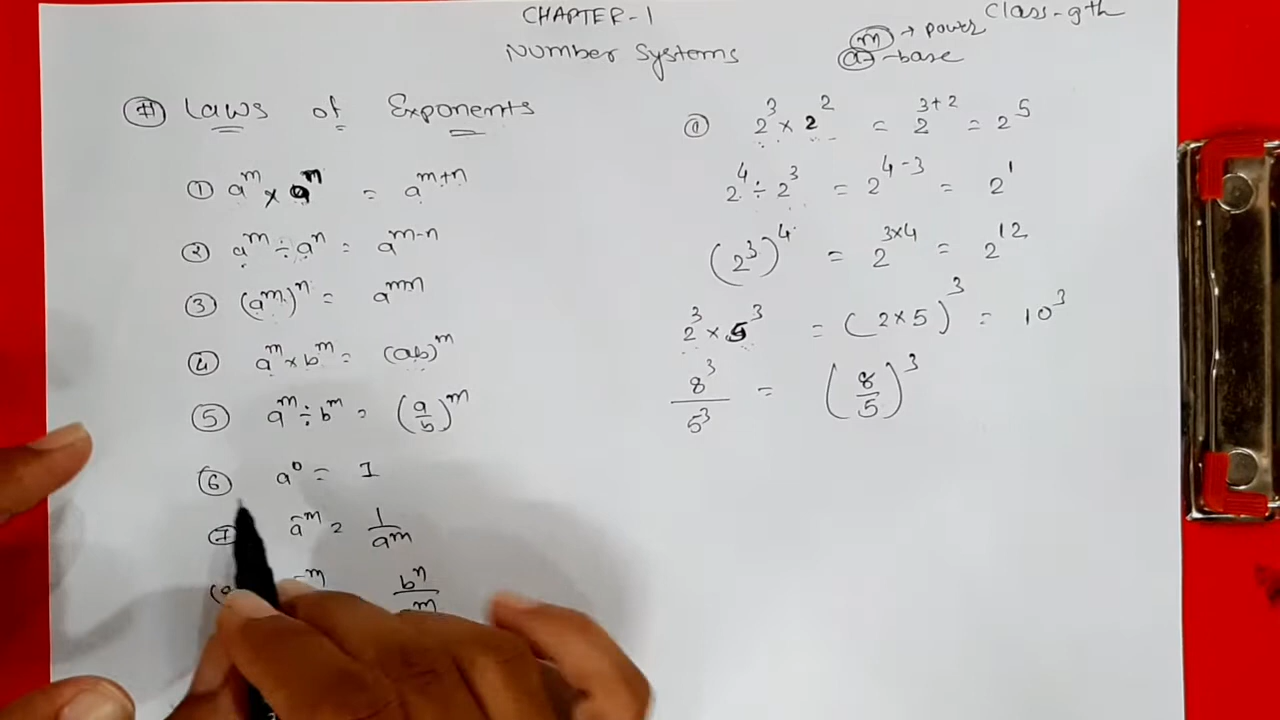 CHAPTER-1
Class-9th
Number Systems
m → power
a -base
# Laws of Exponents
① a^m × a^n = a^{m+n}
② a^m ÷ a^n = a^{m-n}
③ (a^m)^n = a^{mn}
④ a^m × b^m = (ab)^m
⑤ a^m ÷ b^m = (a/b)^m
⑥ a^0 = 1
⑦ a^{-m} = 1/a^m
-m b^n/
① 2^3 × 2^2 = 2^{3+2} = 2^5
2^4 ÷ 2^3 = 2^{4-3} = 2^1
(2^3)^4 = 2^{3×4} = 2^{12}
2^3 × 5^3 = (2×5)^3 = 10^3
8^3/5^3 = (8/5)^3